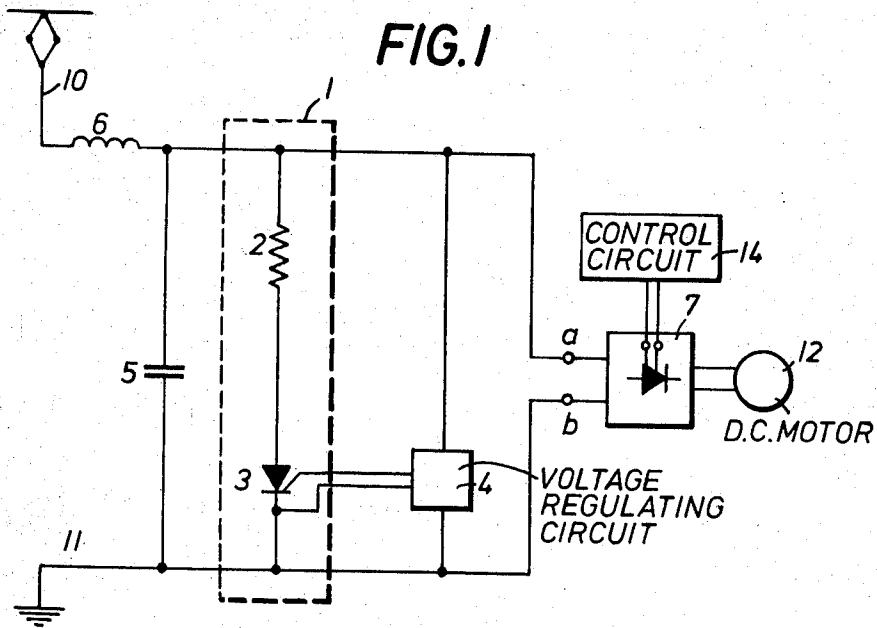 FIG.1
10
6
1
2
CONTROL
CIRCUIT
14
7
a
12
5
b
D.C. MOTOR
3
4
VOLTAGE
REGULATING
CIRCUIT
11